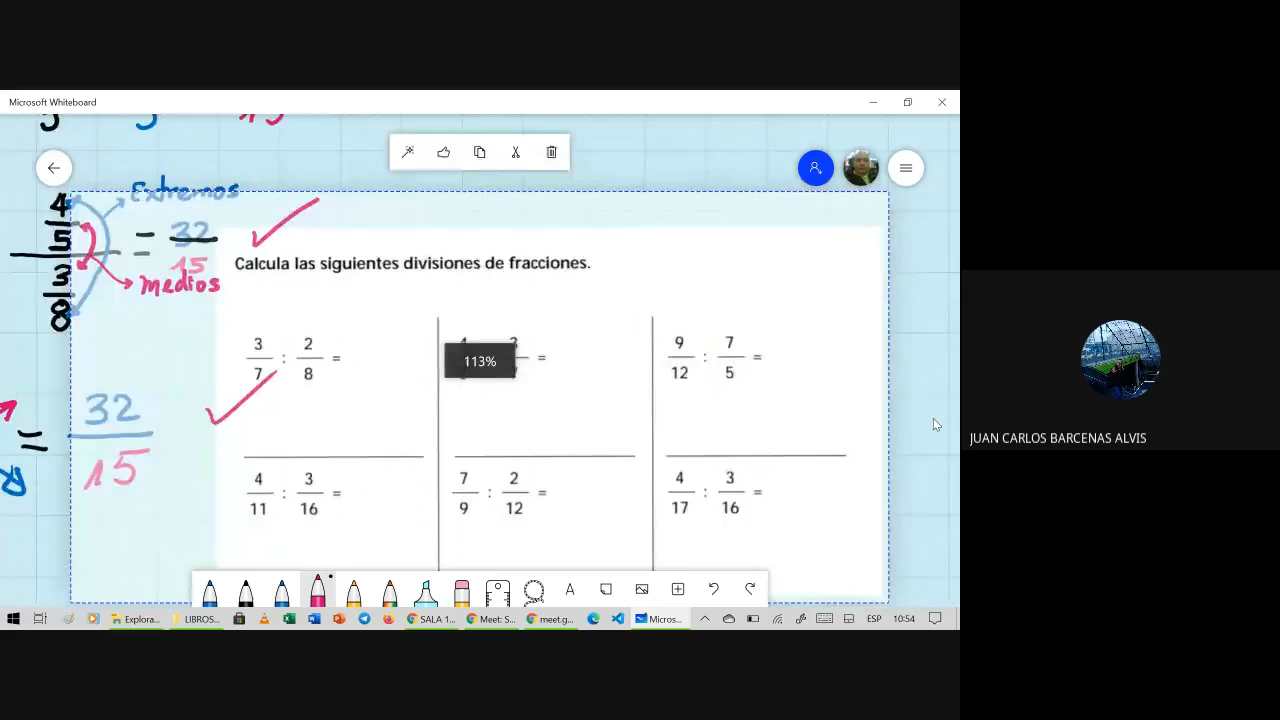 Microsoft Whiteboard
Extremos
4
5
3
8
= 32
15
medios
Calcula las siguientes divisiones de fracciones.
3 2
— : — =
7 8
113%
=
9 7
— : — =
12 5
= 32
15
4 3
— : — =
11 16
7 2
— : — =
9 12
4 3
— : — =
17 16
JUAN CARLOS BARCENAS ALVIS
A
Explora...
LIBROS...
SALA 1...
Meet: S...
meet.g...
Micros...
ESP
10:54